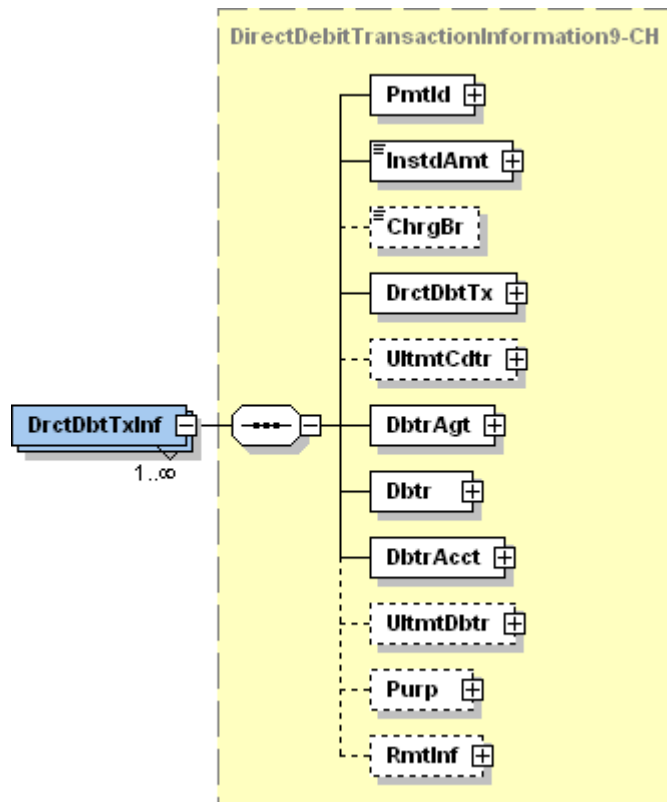 DirectDebitTransactionInformation9-CH
PmtId
InstdAmt
ChrgBr
DrctDbtTx
UltmtCdtr
DrctDbtTxInf
1..∞
DbtrAgt
Dbtr
DbtrAcct
UltmtDbtr
Purp
RmtInf